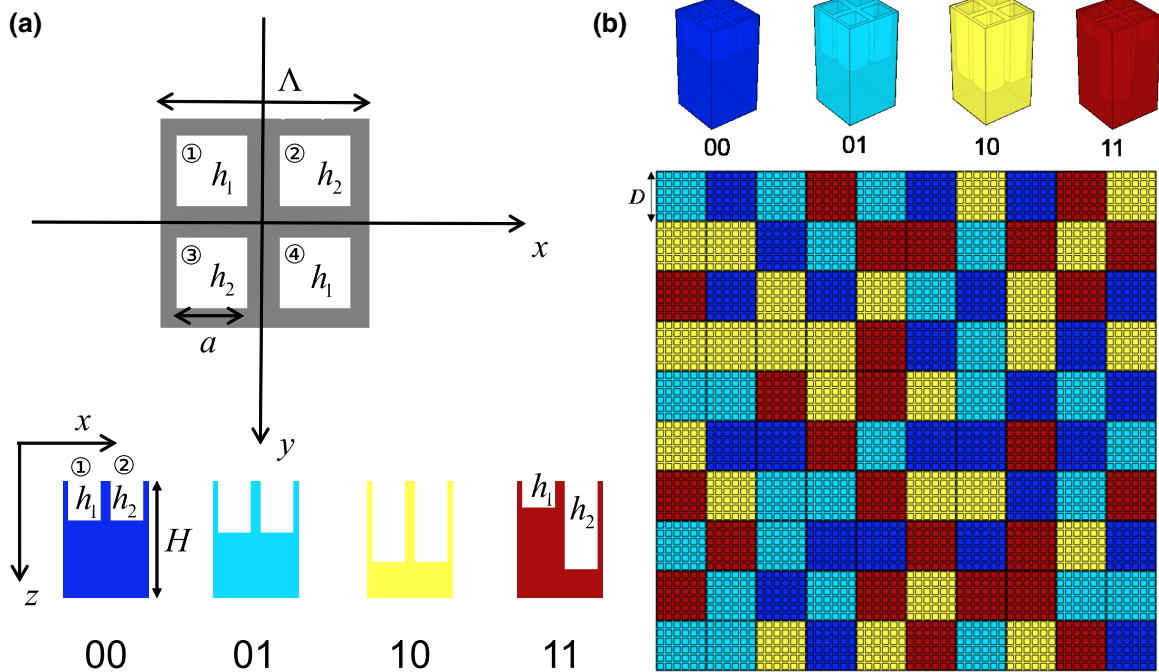 (a)
Λ
① h₁
② h₂
x
③ h₂
④ h₁
a
y
x
① ②
h₁ h₂
H
z
h₁
h₂
00 01 10 11
(b)
00 01 10 11
D